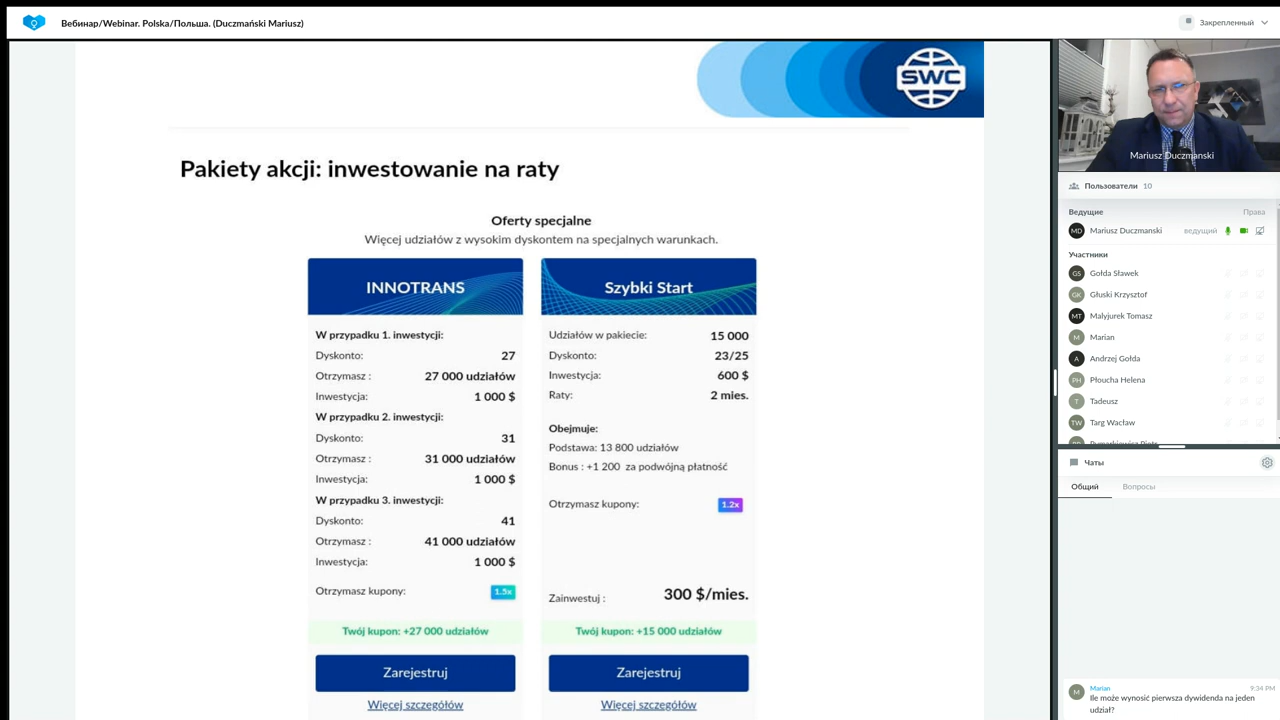 Вебинар/Webinar. Polska/Польша. (Duczmański Mariusz)
Закрепленный
SWC
Pakiety akcji: inwestowanie na raty
Oferty specjalne
Więcej udziałów z wysokim dyskontem na specjalnych warunkach.
INNOTRANS
W przypadku 1. inwestycji:
Dyskonto: 27
Otrzymasz : 27 000 udziałów
Inwestycja: 1 000 $
W przypadku 2. inwestycji:
Dyskonto: 31
Otrzymasz : 31 000 udziałów
Inwestycja: 1 000 $
W przypadku 3. inwestycji:
Dyskonto: 41
Otrzymasz : 41 000 udziałów
Inwestycja: 1 000 $
Otrzymasz kupony: 1.5x
Twój kupon: +27 000 udziałów
Zarejestruj
Więcej szczegółów
Szybki Start
Udziałów w pakiecie: 15 000
Dyskonto: 23/25
Inwestycja: 600 $
Raty: 2 mies.
Obejmuje:
Podstawa: 13 800 udziałów
Bonus : +1 200 za podwójną płatność
Otrzymasz kupony: 1.2x
Zainwestuj : 300 $/mies.
Twój kupon: +15 000 udziałów
Zarejestruj
Więcej szczegółów
Mariusz Duczmanski
Пользователи 10
Ведущие Права
MD Mariusz Duczmanski ведущий
Участники
GS Gołda Sławek
GK Głuski Krzysztof
MT Malyjurek Tomasz
M Marian
A Andrzej Gołda
PH Płoucha Helena
T Tadeusz
TW Targ Wacław
Чаты
Общий Вопросы
M Marian 9:34 PM
Ile może wynosić pierwsza dywidenda na jeden
udział?